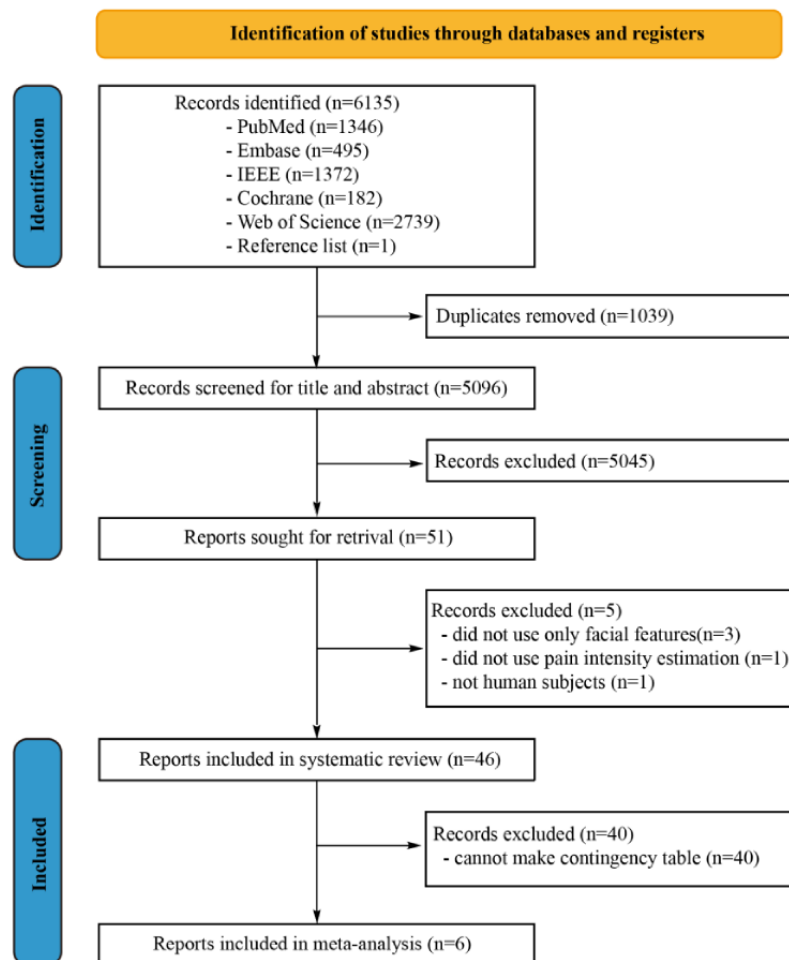 Identification of studies through databases and registers
Identification
Records identified (n=6135)
- PubMed (n=1346)
- Embase (n=495)
- IEEE (n=1372)
- Cochrane (n=182)
- Web of Science (n=2739)
- Reference list (n=1)
Duplicates removed (n=1039)
Screening
Records screened for title and abstract (n=5096)
Records excluded (n=5045)
Reports sought for retrival (n=51)
Records excluded (n=5)
- did not use only facial features(n=3)
- did not use pain intensity estimation (n=1)
- not human subjects (n=1)
Included
Reports included in systematic review (n=46)
Records excluded (n=40)
- cannot make contingency table (n=40)
Reports included in meta-analysis (n=6)